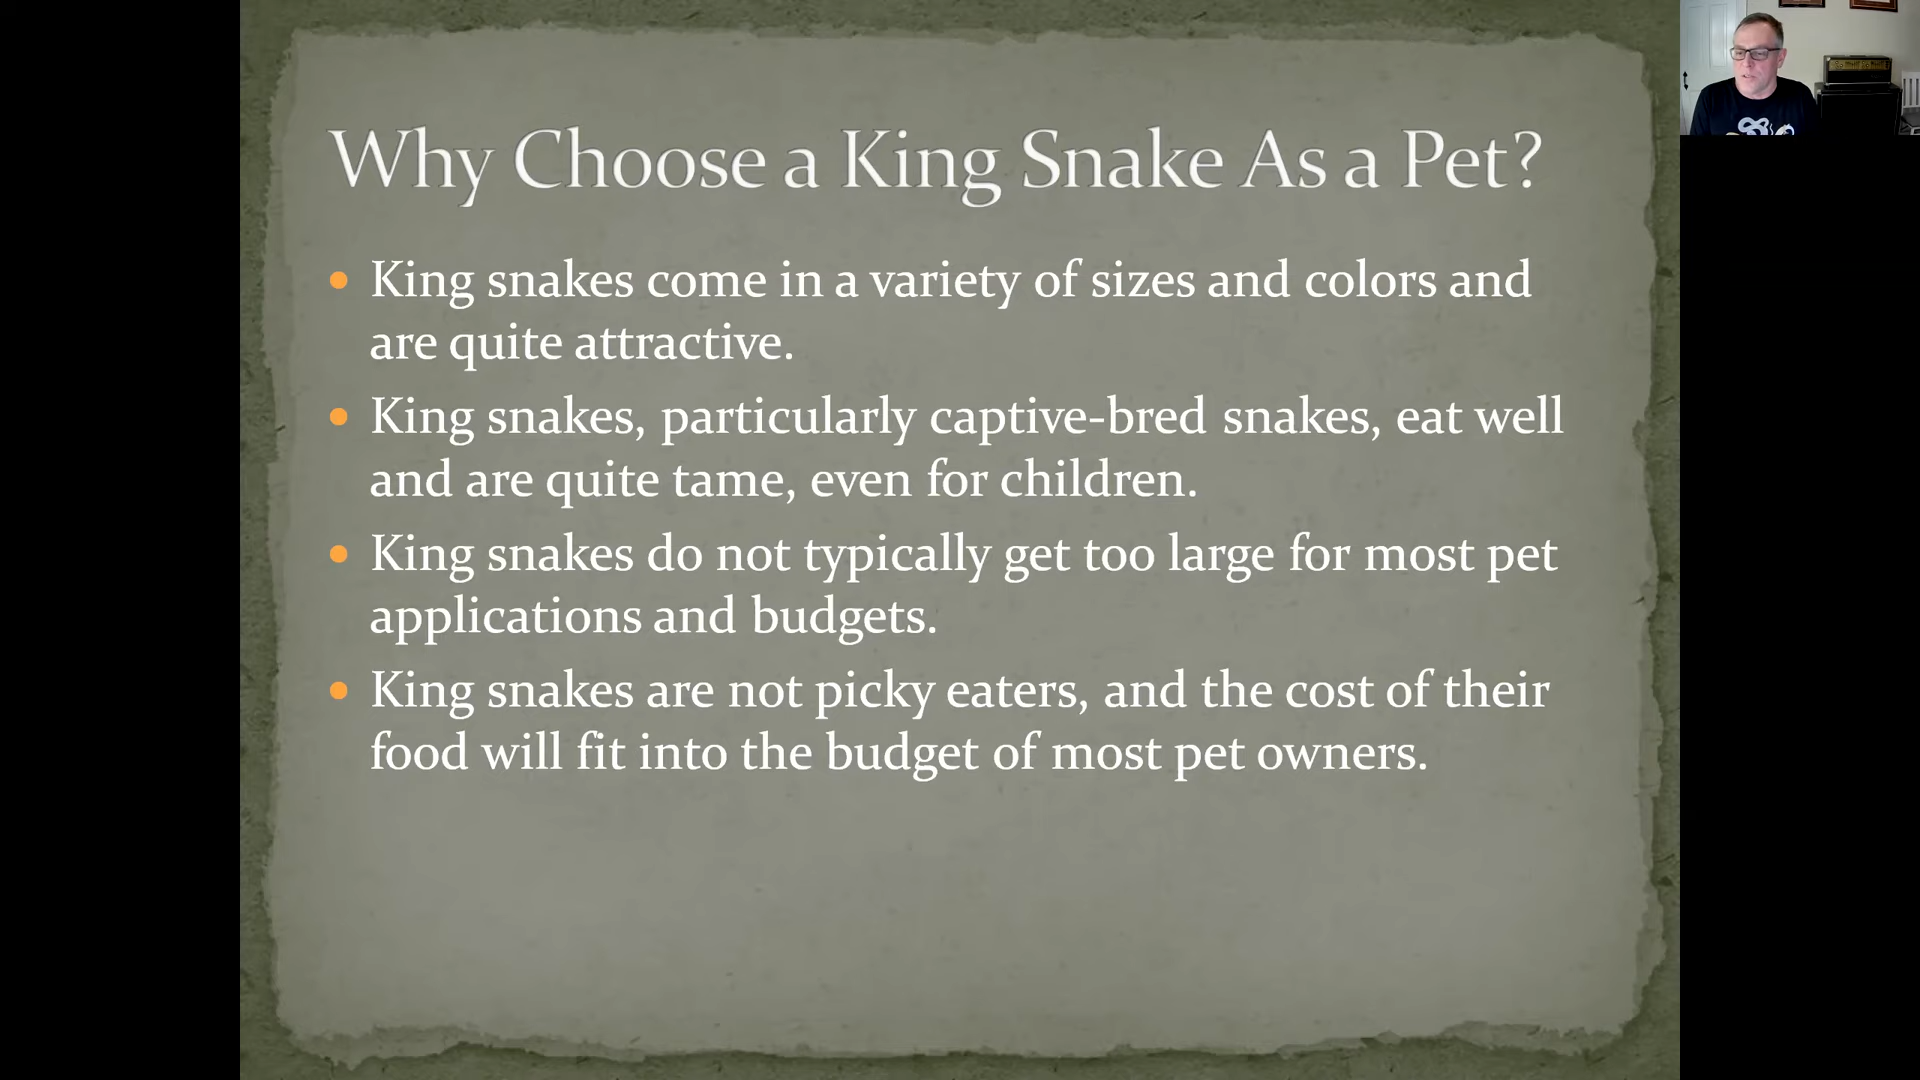 Why Choose a King Snake As a Pet?
King snakes come in a variety of sizes and colors and
are quite attractive.
King snakes, particularly captive-bred snakes, eat well
and are quite tame, even for children.
King snakes do not typically get too large for most pet
applications and budgets.
King snakes are not picky eaters, and the cost of their
food will fit into the budget of most pet owners.